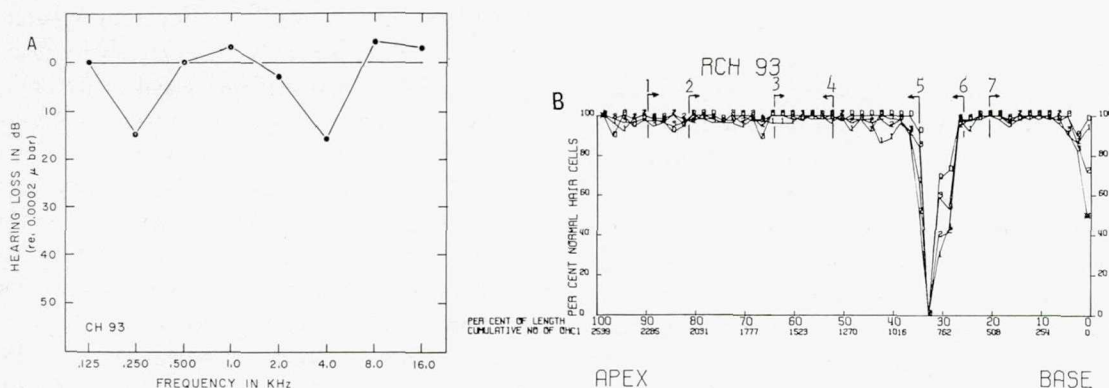 A
0
10
20
30
40
50
HEARING LOSS IN dB
(re. 0.0002 μ bar)
CH 93
.125 .250 .500 1.0 2.0 4.0 8.0 16.0
FREQUENCY IN KHz
RCH 93
B
1 2 3 4 5 6 7
100
80
60
40
20
0
PER CENT NORMAL HAIR CELLS
100
80
60
40
20
0
PER CENT OF LENGTH 100 90 80 70 60 50 40 30 20 10 0
CUMULATIVE NO OF OHC1 2539 2285 2031 1777 1523 1270 1016 762 508 254 0
APEX BASE